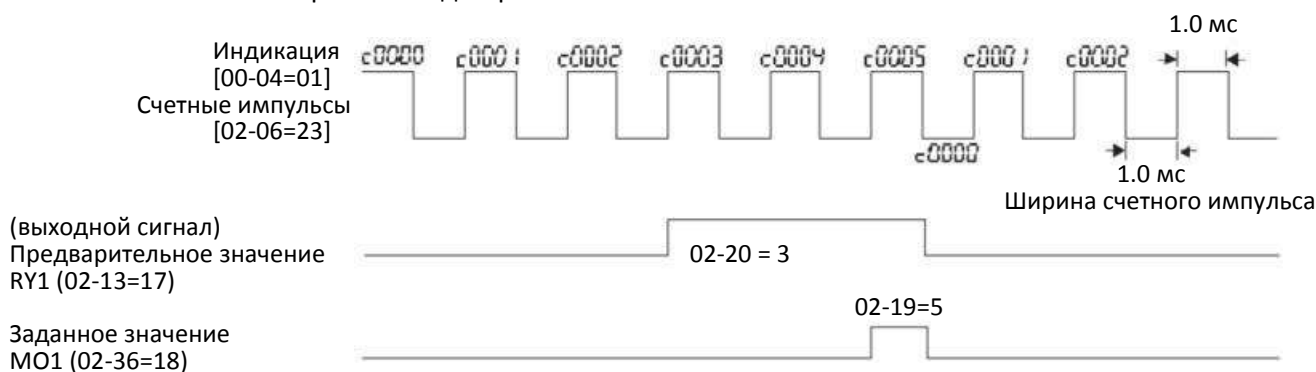 1.0 мс
Индикация
[00-04=01]
c0000 c0001 c0002 c0003 c0004 c0005 c0001 c0002
Счетные импульсы
[02-06=23]
c0000
1.0 мс
Ширина счетного импульса
(выходной сигнал)
Предварительное значение
RY1 (02-13=17)
02-20 = 3
02-19=5
Заданное значение
MO1 (02-36=18)